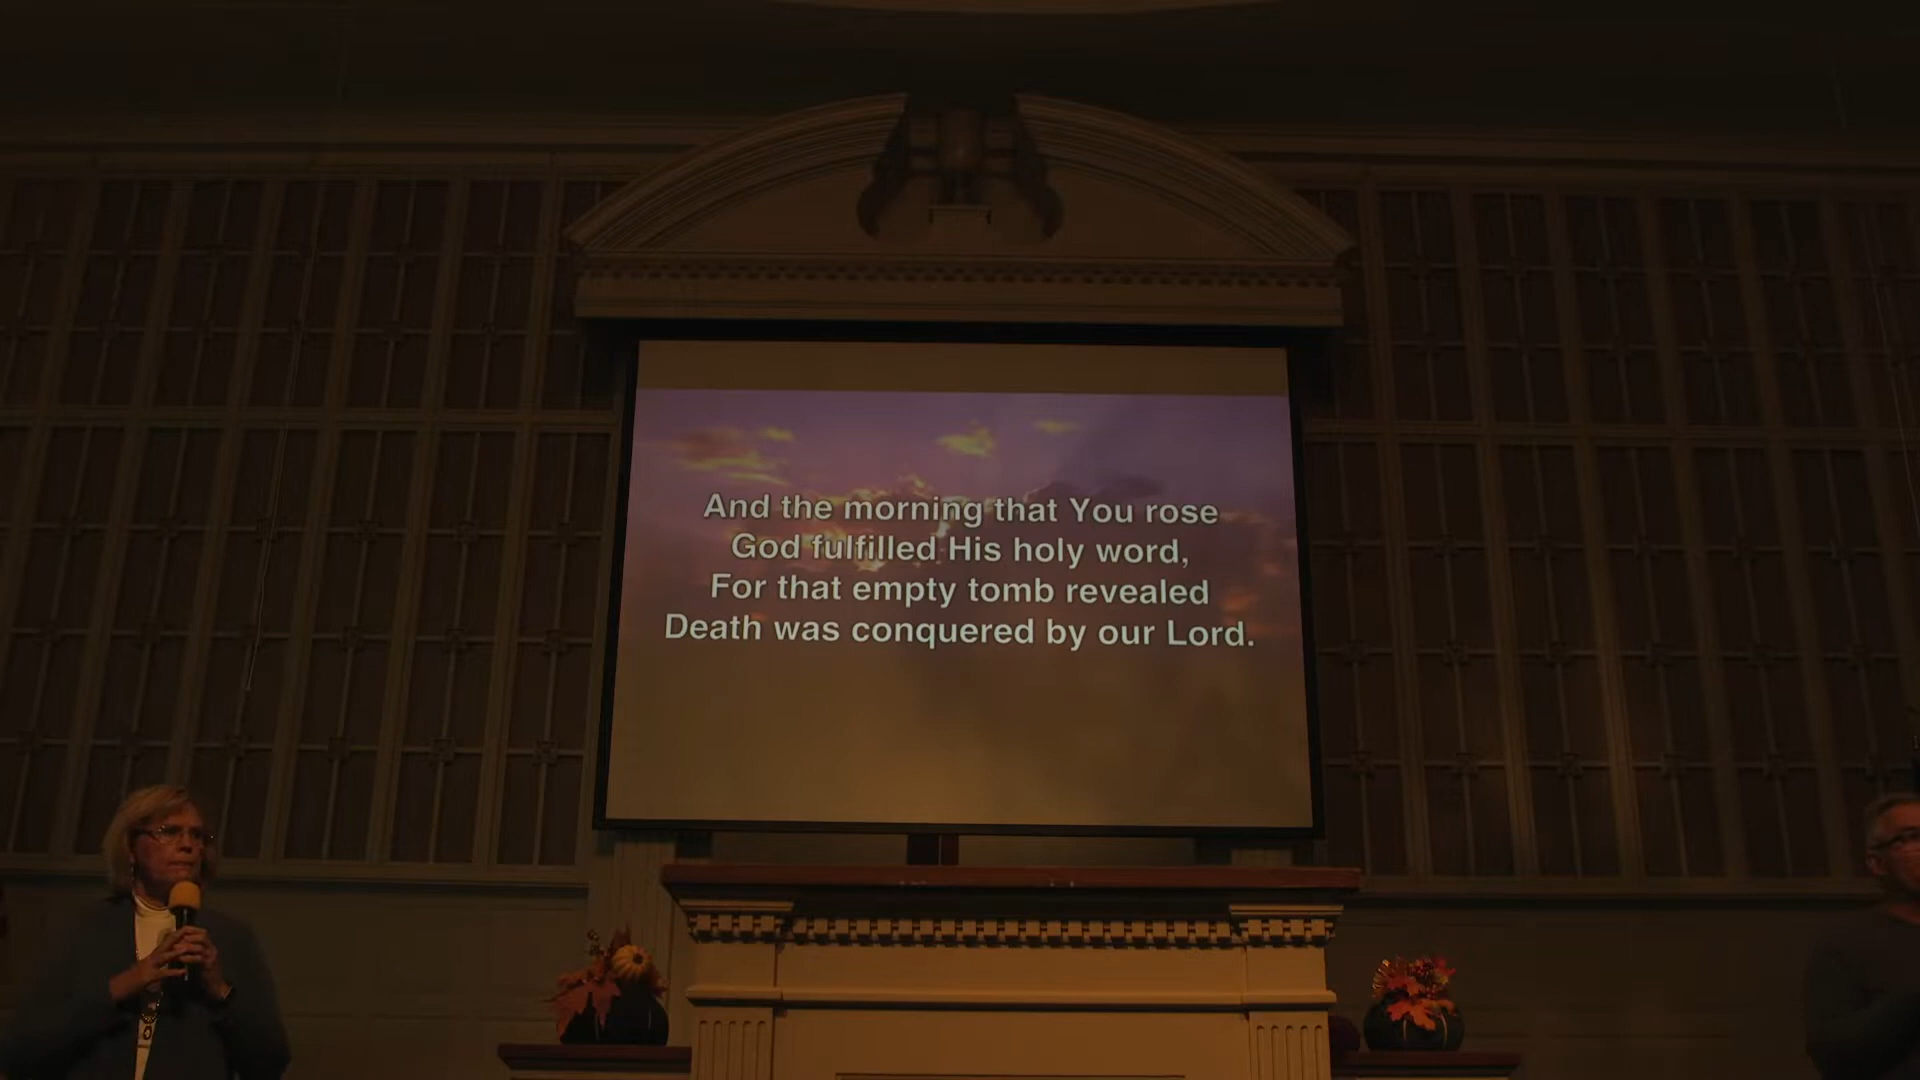 And the morning that You rose
God fulfilled His holy word,
For that empty tomb revealed
Death was conquered by our Lord.